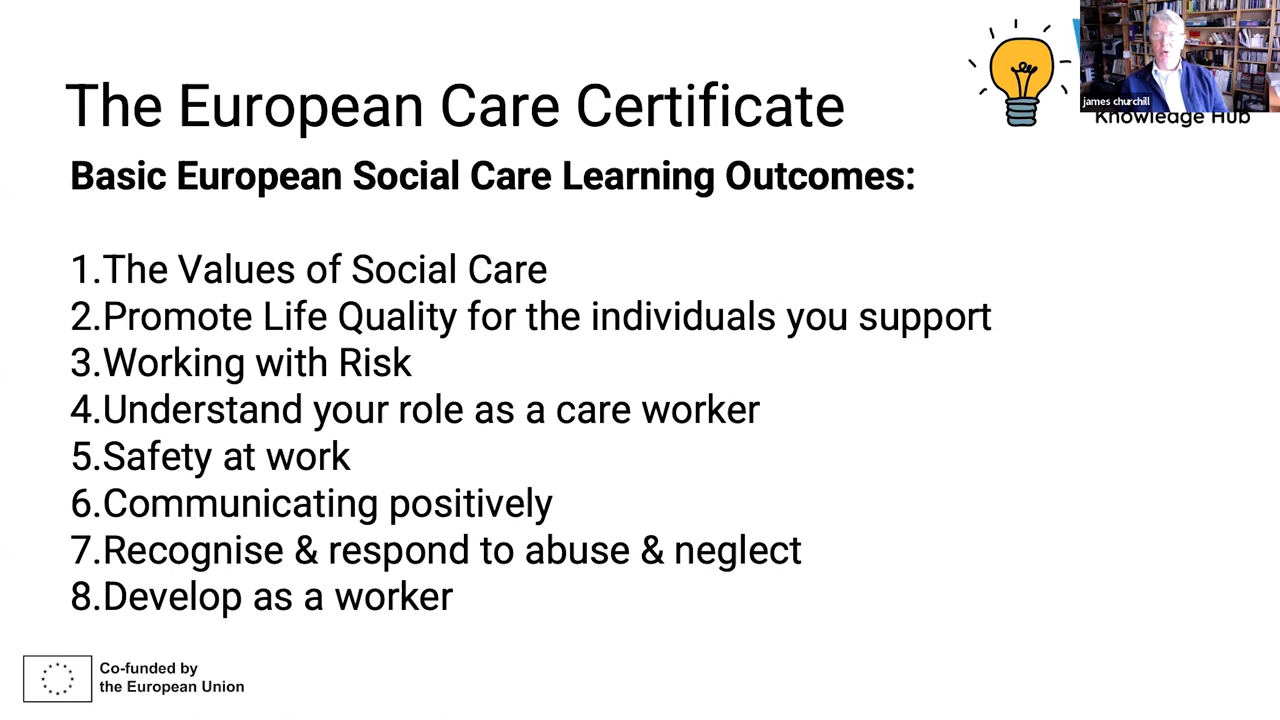 The European Care Certificate
james churchill
Knowledge Hub
Basic European Social Care Learning Outcomes:
1.The Values of Social Care
2.Promote Life Quality for the individuals you support
3.Working with Risk
4.Understand your role as a care worker
5.Safety at work
6.Communicating positively
7.Recognise & respond to abuse & neglect
8.Develop as a worker
Co-funded by
the European Union